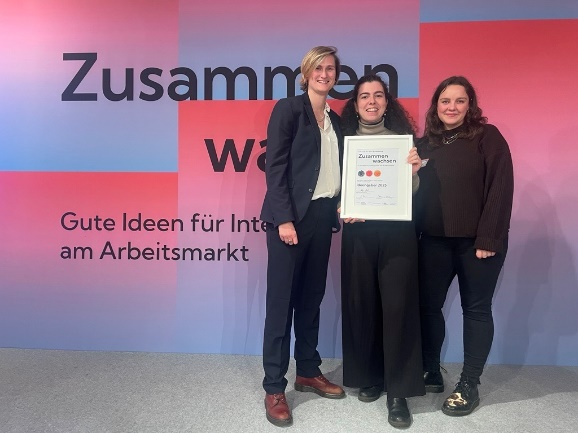 Zusammen
wa
Gute Ideen für Inte
am Arbeitsmarkt
Zusammen
wachsen